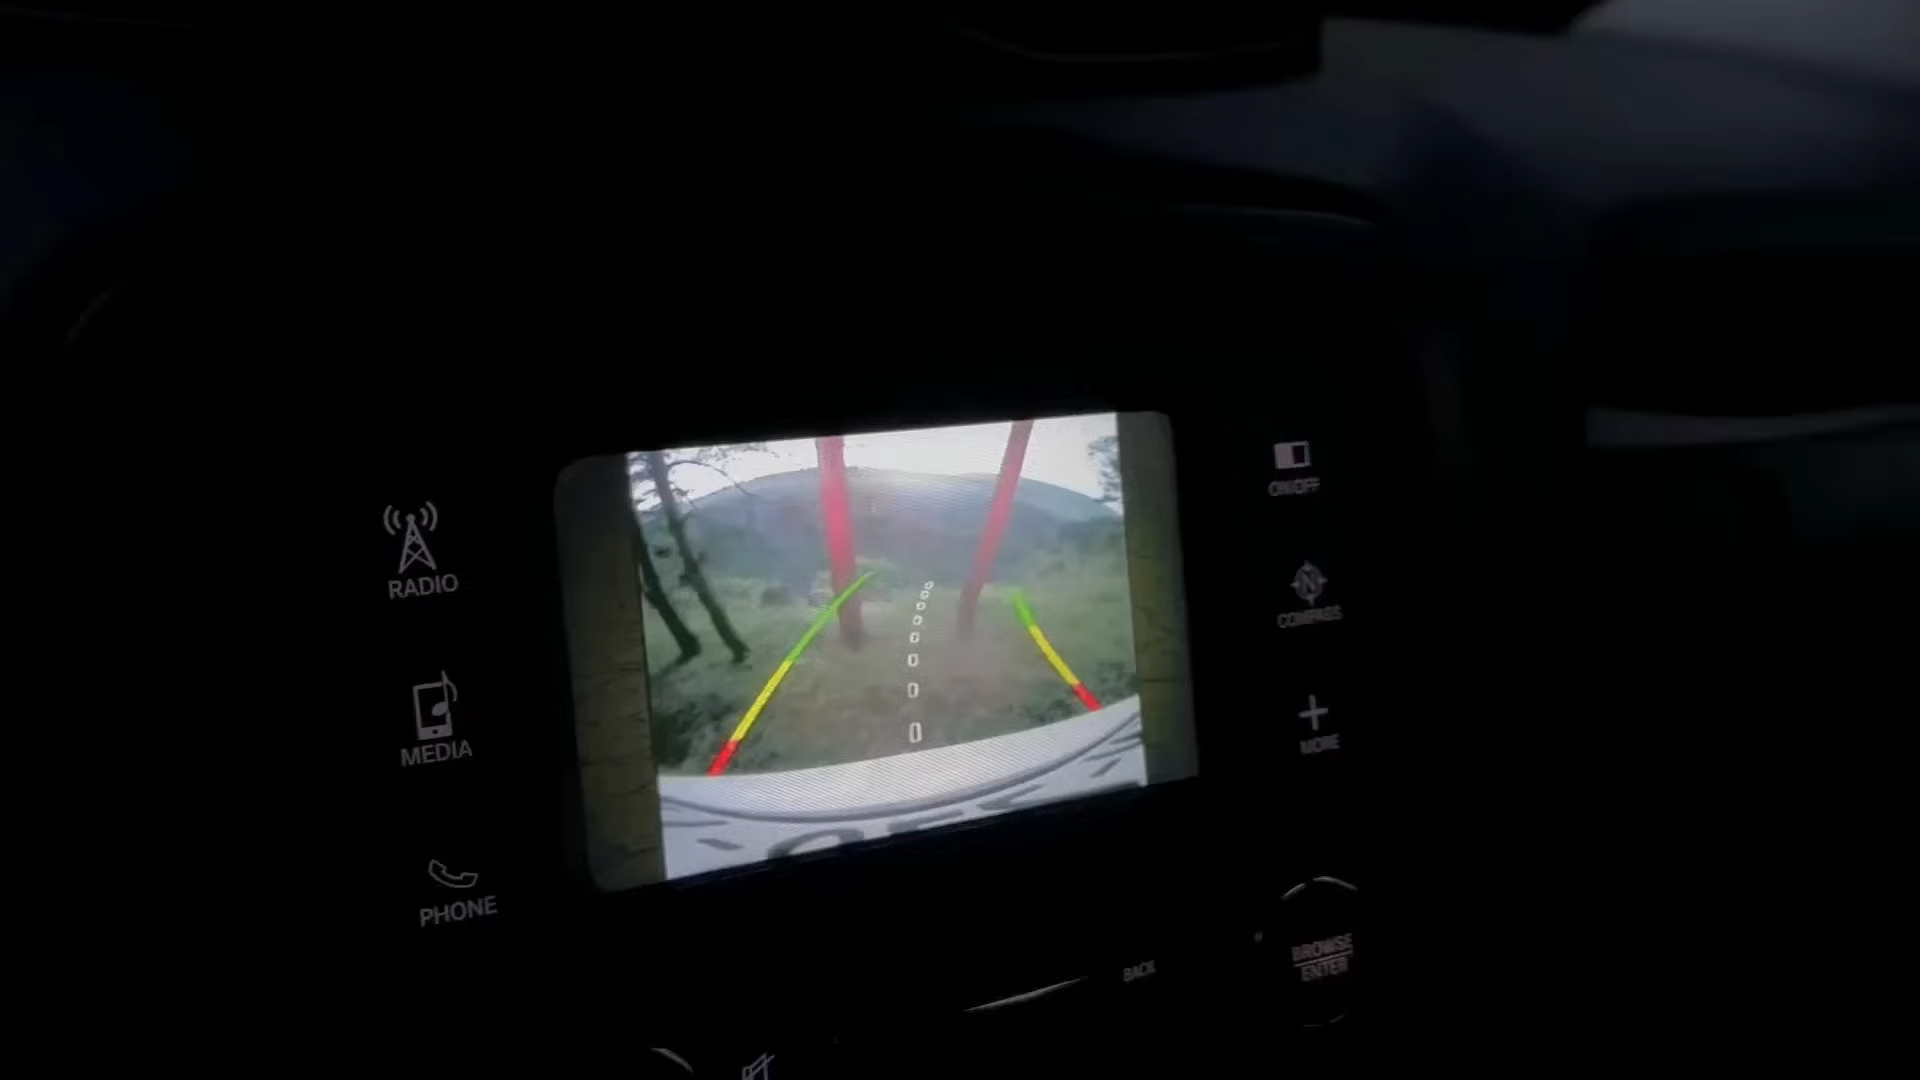 RADIO
MEDIA
PHONE
ON/OFF
N
COMPASS
MORE
BROWSE
ENTER
BACK